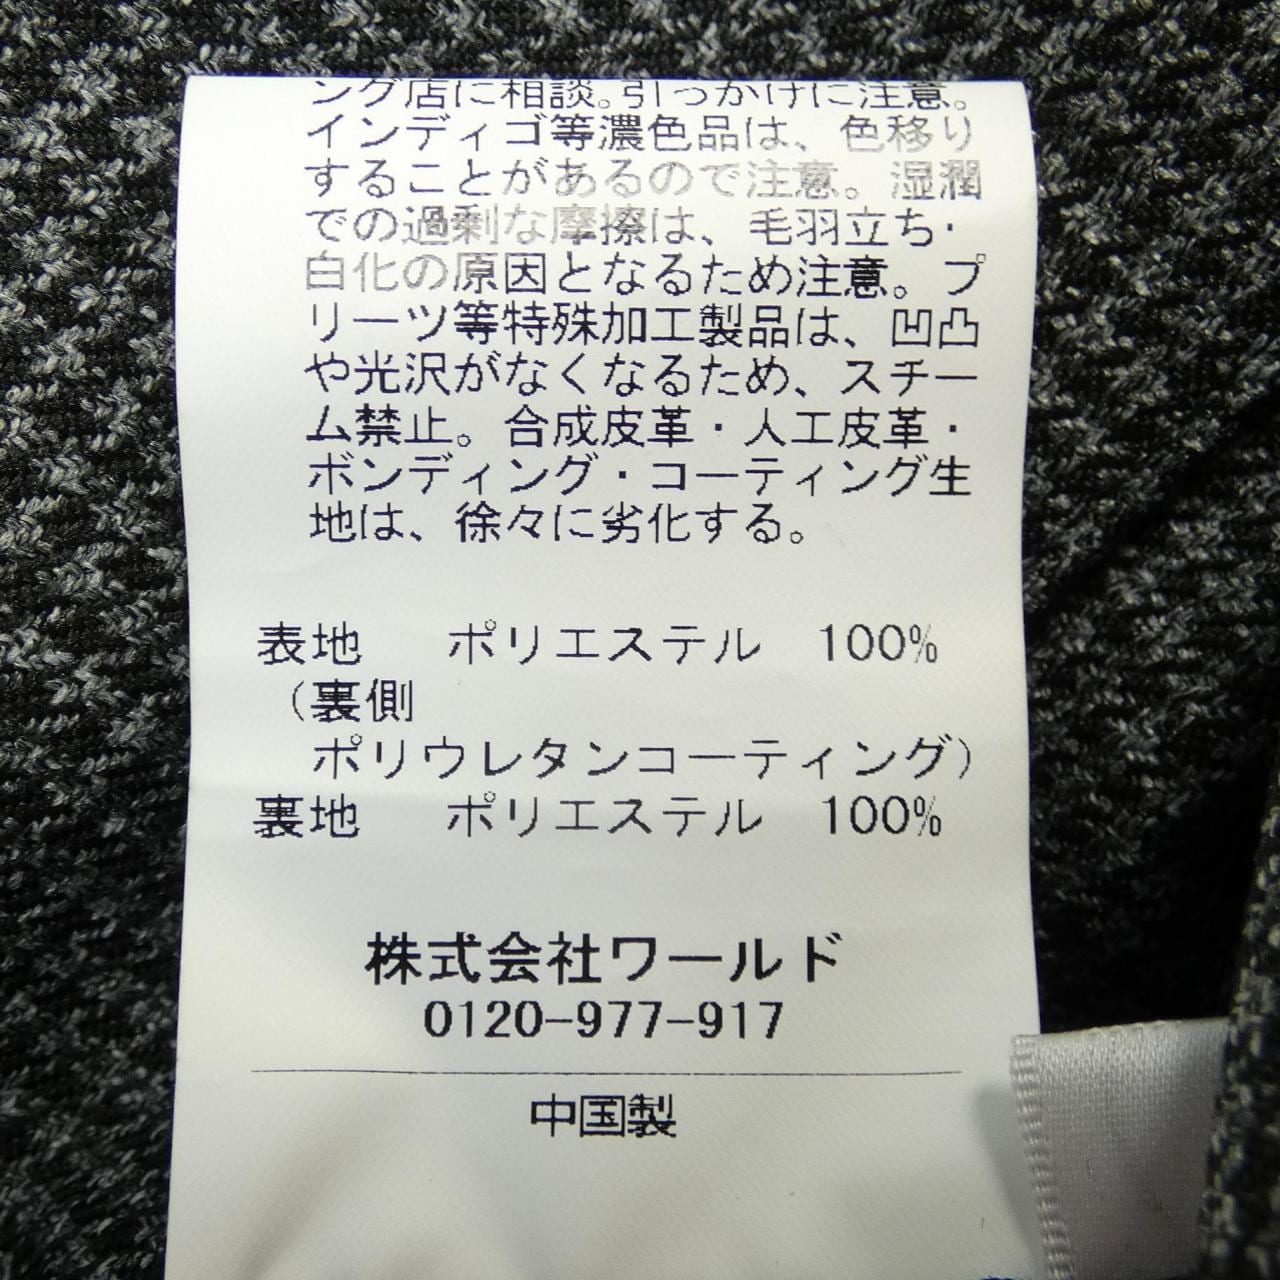 ング店に相談。引っかけに注意。
インディゴ等濃色品は、色移り
することがあるので注意。湿潤
での過剰な摩擦は、毛羽立ち・
白化の原因となるため注意。プ
リーツ等特殊加工製品は、凹凸
や光沢がなくなるため、スチー
ム禁止。合成皮革・人工皮革・
ボンディング・コーティング生
地は、徐々に劣化する。
表地 ポリエステル 100%
(裏側
ポリウレタンコーティング)
裏地 ポリエステル 100%
株式会社ワールド
0120-977-917
中国製